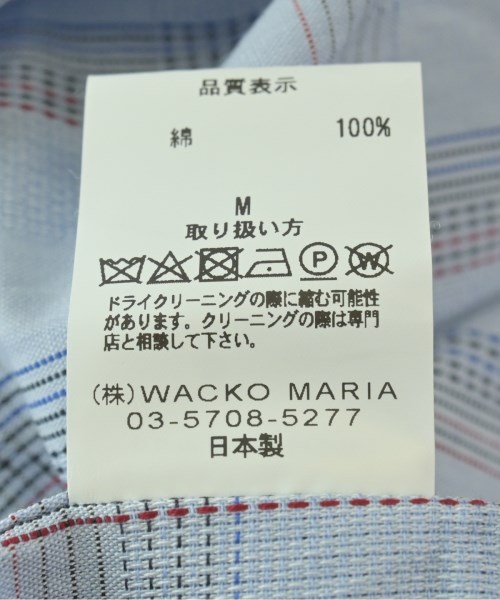 品質表示
綿 100%
M
取り扱い方
P W
ドライクリーニングの際に縮む可能性
があります。クリーニングの際は専門
店と相談して下さい。
(株)WACKO MARIA
03-5708-5277
日本製